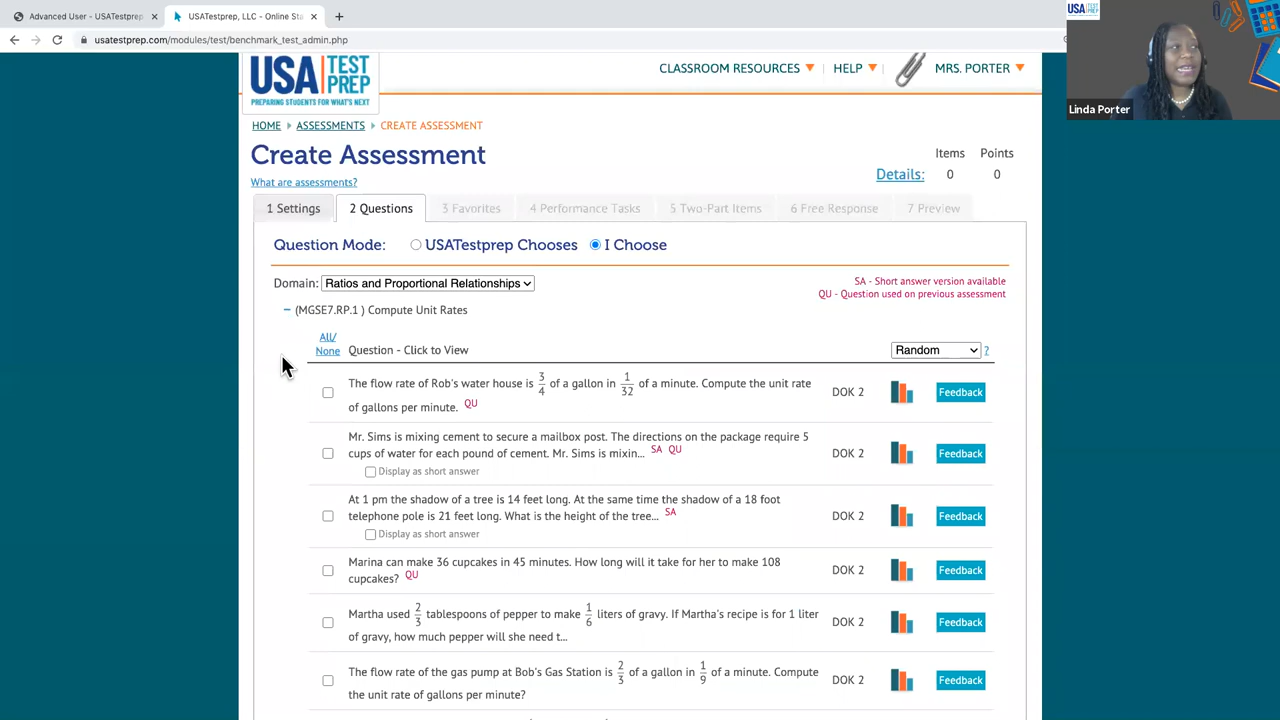 Advanced User - USATestprep
USATestprep, LLC - Online Sta
usatestprep.com/modules/test/benchmark_test_admin.php
USA TEST PREP
PREPARING STUDENTS FOR WHAT'S NEXT
CLASSROOM RESOURCES HELP MRS. PORTER
USA TEST PREP
Linda Porter
HOME ASSESSMENTS CREATE ASSESSMENT
Create Assessment
What are assessments?
Items Points
Details: 0 0
1 Settings 2 Questions 3 Favorites 4 Performance Tasks 5 Two-Part Items 6 Free Response 7 Preview
Question Mode: USATestprep Chooses I Choose
Domain: Ratios and Proportional Relationships
SA - Short answer version available
QU - Question used on previous assessment
− (MGSE7.RP.1 ) Compute Unit Rates
All/
None Question - Click to View Random ?
The flow rate of Rob's water house is 3/4 of a gallon in 1/32 of a minute. Compute the unit rate
of gallons per minute. QU
DOK 2 Feedback
Mr. Sims is mixing cement to secure a mailbox post. The directions on the package require 5
cups of water for each pound of cement. Mr. Sims is mixin... SA QU
Display as short answer
DOK 2 Feedback
At 1 pm the shadow of a tree is 14 feet long. At the same time the shadow of a 18 foot
telephone pole is 21 feet long. What is the height of the tree... SA
Display as short answer
DOK 2 Feedback
Marina can make 36 cupcakes in 45 minutes. How long will it take for her to make 108
cupcakes? QU
DOK 2 Feedback
Martha used 2/3 tablespoons of pepper to make 1/6 liters of gravy. If Martha's recipe is for 1 liter
of gravy, how much pepper will she need t...
DOK 2 Feedback
The flow rate of the gas pump at Bob's Gas Station is 2/3 of a gallon in 1/9 of a minute. Compute
the unit rate of gallons per minute?
DOK 2 Feedback